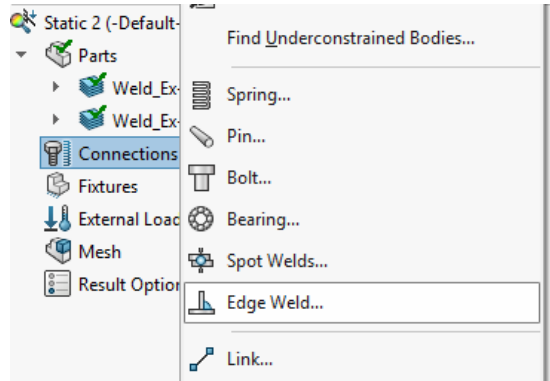 Static 2 (-Default-
Parts
Weld_Ex-
Weld_Ex-
Connections
Fixtures
External Load
Mesh
Result Option
Find Underconstrained Bodies...
Spring...
Pin...
Bolt...
Bearing...
Spot Welds...
Edge Weld...
Link...